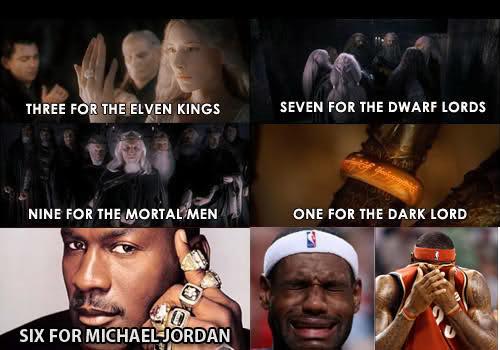 THREE FOR THE ELVEN KINGS
SEVEN FOR THE DWARF LORDS
NINE FOR THE MORTAL MEN
ONE FOR THE DARK LORD
SIX FOR MICHAEL JORDAN